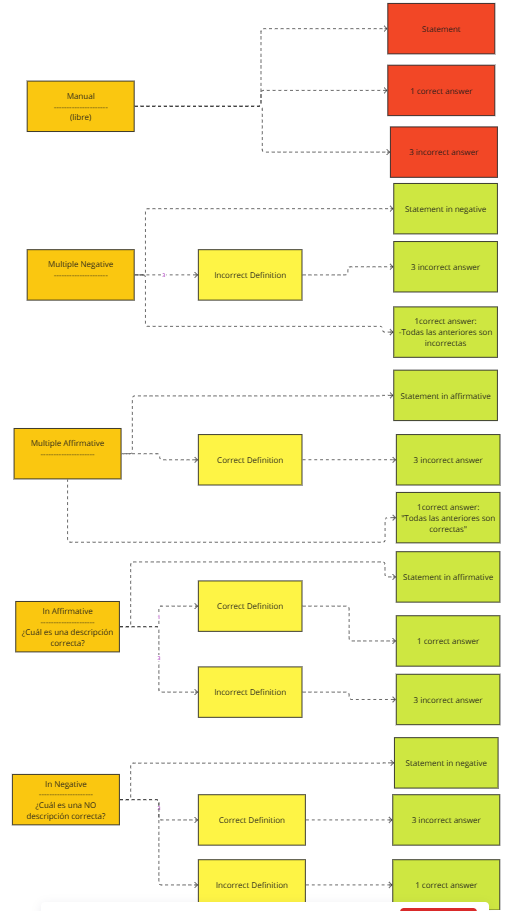 Statement
Manual
--------------------
(libre)
1 correct answer
3 incorrect answer
Statement in negative
Multiple Negative
--------------------
3
Incorrect Definition
3 incorrect answer
1correct answer:
-Todas las anteriores son
incorrectas
Statement in affirmative
Multiple Affirmative
--------------------
Correct Definition
3 incorrect answer
1correct answer:
"Todas las anteriores son
correctas"
Statement in affirmative
In Affirmative
--------------------
¿Cuál es una descripción
correcta?
Correct Definition
1 correct answer
Incorrect Definition
3 incorrect answer
Statement in negative
In Negative
--------------------
¿Cuál es una NO
descripción correcta?
Correct Definition
3 incorrect answer
Incorrect Definition
1 correct answer